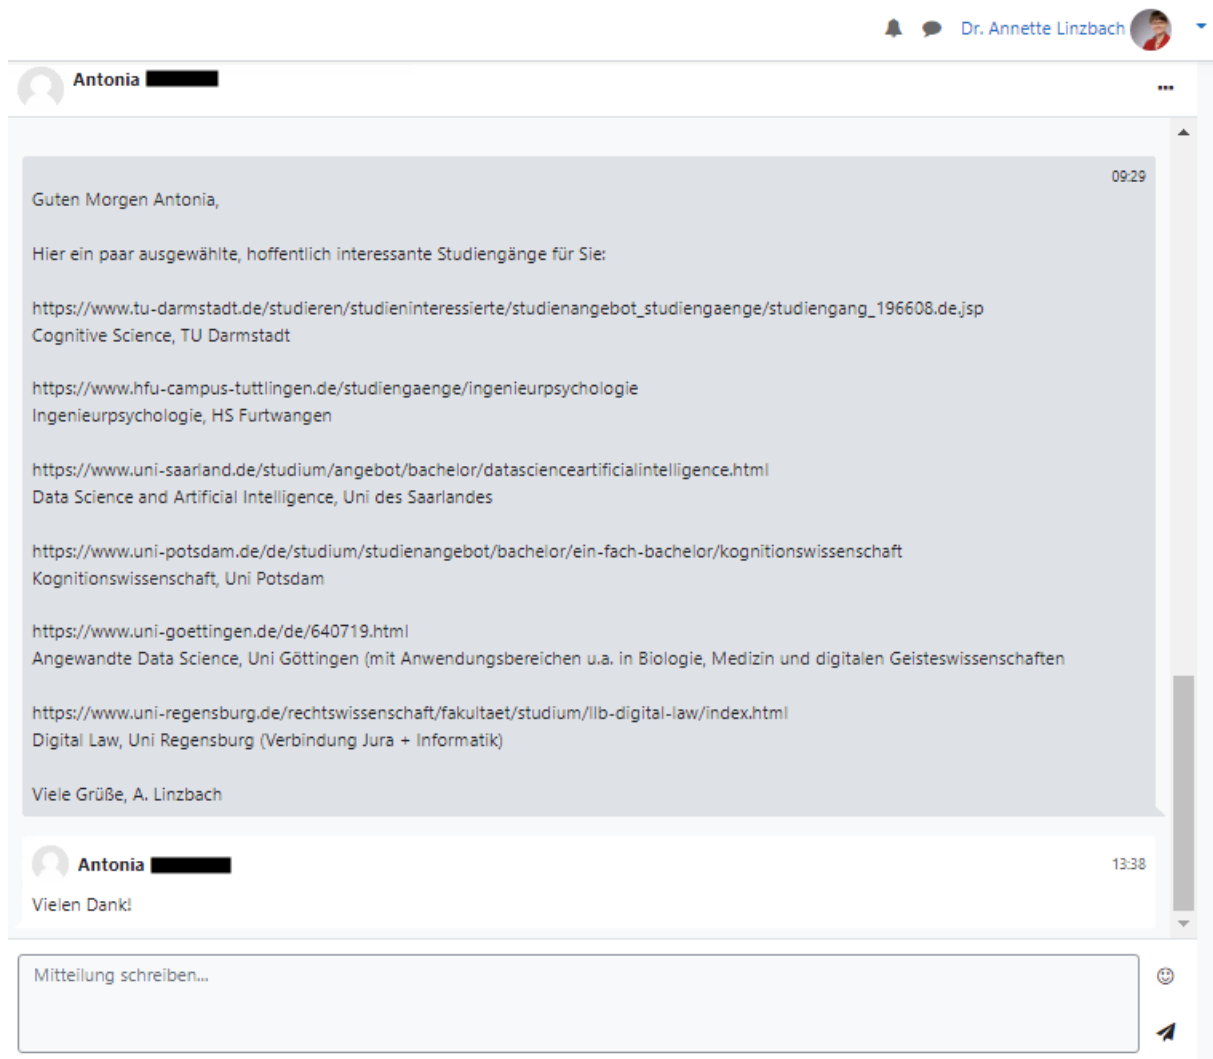 Dr. Annette Linzbach
Antonia
09:29
Guten Morgen Antonia,
Hier ein paar ausgewählte, hoffentlich interessante Studiengänge für Sie:
https://www.tu-darmstadt.de/studieren/studieninteressierte/studienangebot_studiengaenge/studiengang_196608.de.jsp
Cognitive Science, TU Darmstadt
https://www.hfu-campus-tuttlingen.de/studiengaenge/ingenieurpsychologie
Ingenieurpsychologie, HS Furtwangen
https://www.uni-saarland.de/studium/angebot/bachelor/datascienceartificialintelligence.html
Data Science and Artificial Intelligence, Uni des Saarlandes
https://www.uni-potsdam.de/de/studium/studienangebot/bachelor/ein-fach-bachelor/kognitionswissenschaft
Kognitionswissenschaft, Uni Potsdam
https://www.uni-goettingen.de/de/640719.html
Angewandte Data Science, Uni Göttingen (mit Anwendungsbereichen u.a. in Biologie, Medizin und digitalen Geisteswissenschaften
https://www.uni-regensburg.de/rechtswissenschaft/fakultaet/studium/llb-digital-law/index.html
Digital Law, Uni Regensburg (Verbindung Jura + Informatik)
Viele Grüße, A. Linzbach
Antonia
13:38
Vielen Dank!
Mitteilung schreiben...